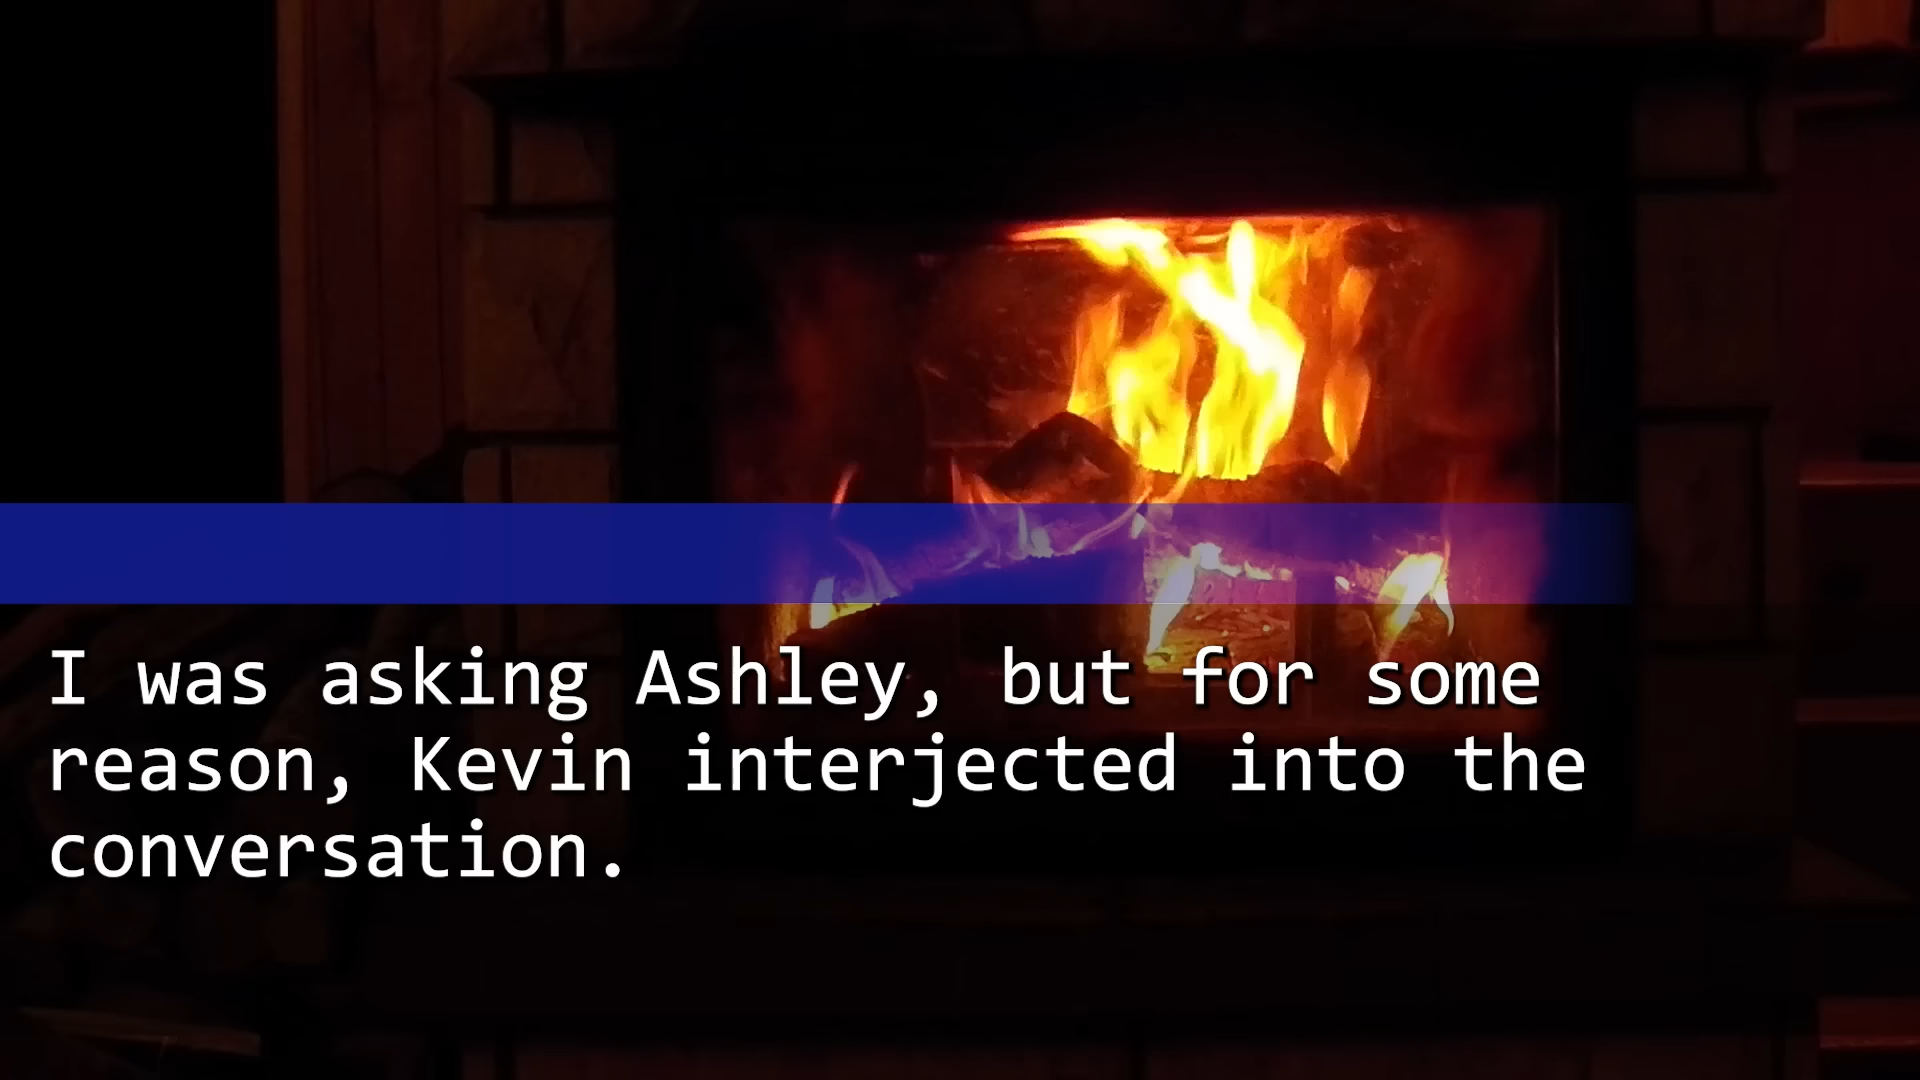 I was asking Ashley, but for some
reason, Kevin interjected into the
conversation.